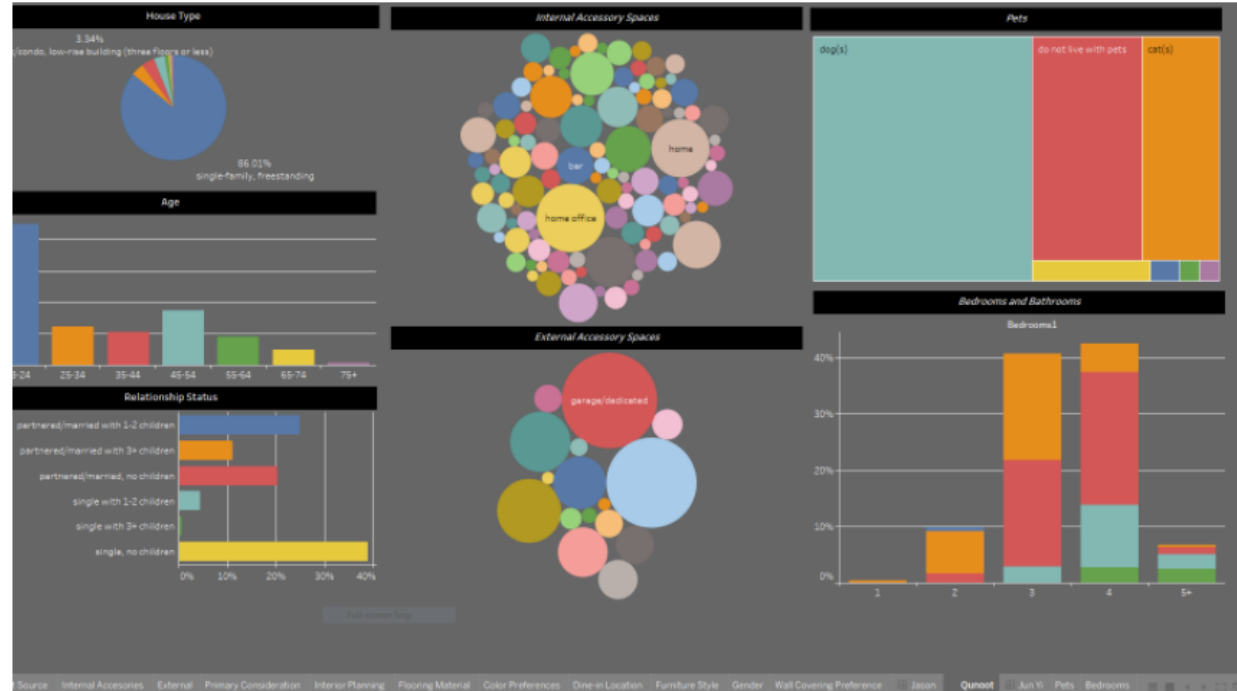 House Type
3.34%
/condo, low-rise building (three floors or less)
86.01%
single-family, freestanding
Age
-24 25-34 35-44 45-54 55-64 65-74 75+
Relationship Status
partnered/married with 1-2 children
partnered/married with 3+ children
partnered/married, no children
single with 1-2 children
single with 3+ children
single, no children
0% 10% 20% 30% 40%
Internal Accessory Spaces
home
bar
home office
External Accessory Spaces
garage/dedicated
Pets
dog(s) do not live with pets cat(s)
Bedrooms and Bathrooms
Bedrooms1
40%
30%
20%
10%
0%
1 2 3 4 5+
Source Internal Accesories External Primary Consideration Interior Planning Flooring Material Color Preferences Dine-in Location Furniture Style Gender Wall Covering Preference Jason Qunoot Jun Yi Pets Bedrooms